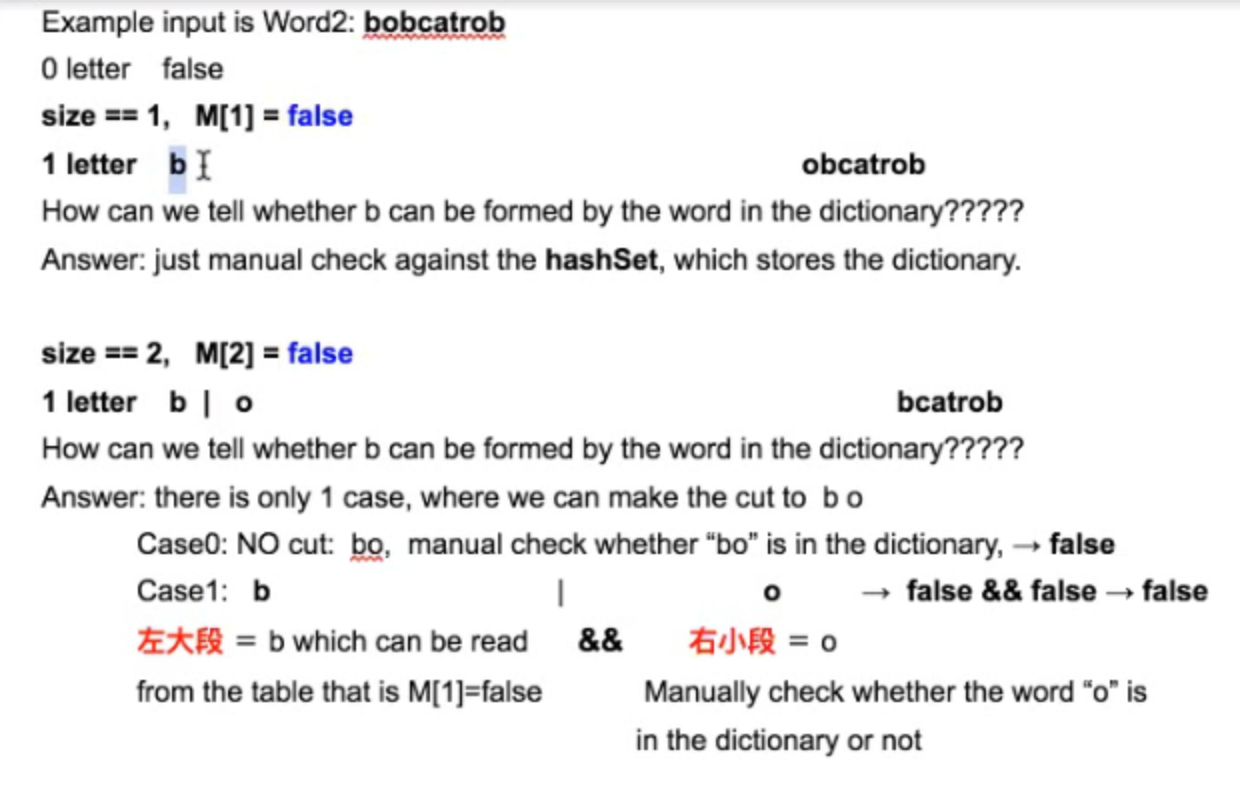 Example input is Word2: bobcatrob
0 letter false
size == 1, M[1] = false
1 letter b obcatrob
How can we tell whether b can be formed by the word in the dictionary?????
Answer: just manual check against the hashSet, which stores the dictionary.
size == 2, M[2] = false
1 letter b | o bcatrob
How can we tell whether b can be formed by the word in the dictionary?????
Answer: there is only 1 case, where we can make the cut to b o
Case0: NO cut: bo, manual check whether “bo” is in the dictionary, → false
Case1: b | o → false && false → false
左大段 = b which can be read && 右小段 = o
from the table that is M[1]=false Manually check whether the word “o” is
in the dictionary or not